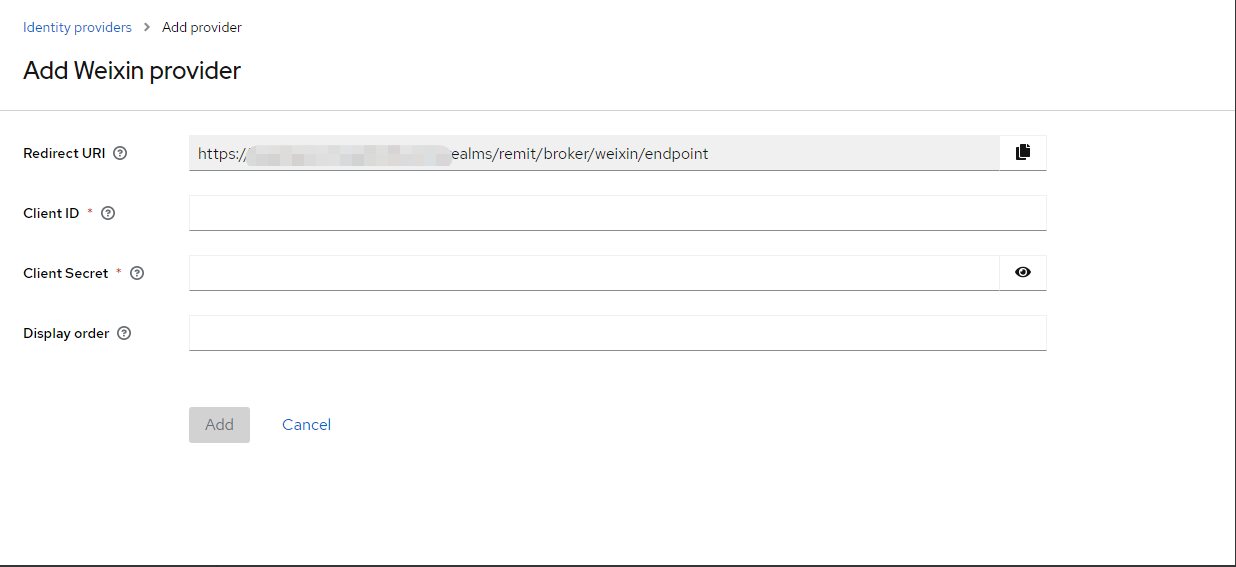 Identity providers > Add provider
Add Weixin provider
Redirect URI
https://ealms/remit/broker/weixin/endpoint
Client ID *
Client Secret *
Display order
Add Cancel